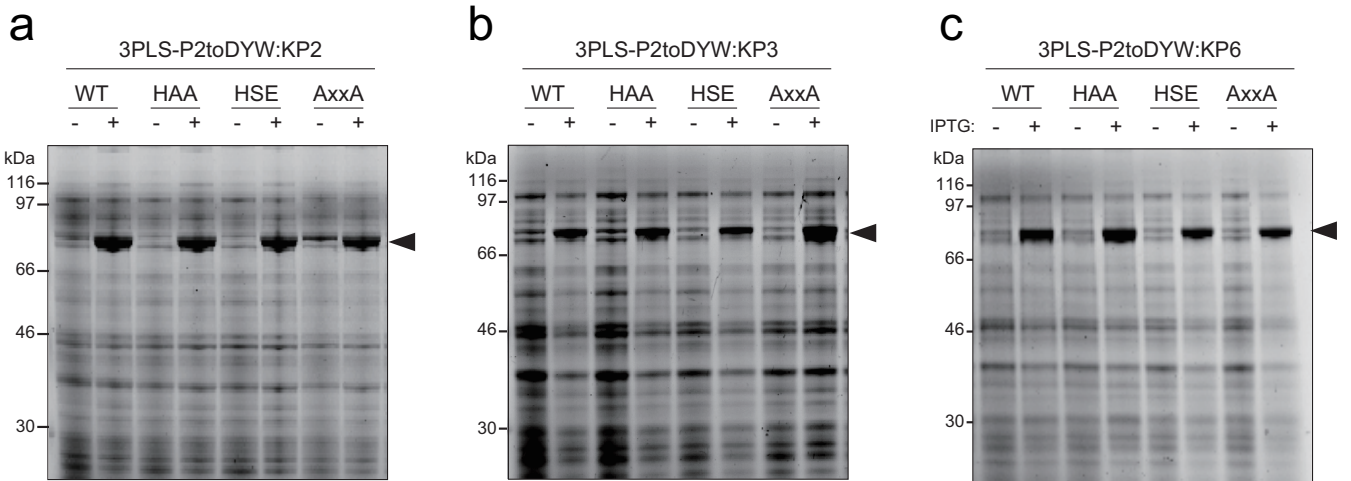 a
3PLS-P2toDYW:KP2
WT HAA HSE AxxA
- + - + - + - +
kDa
116
97
66
46
30
b
3PLS-P2toDYW:KP3
WT HAA HSE AxxA
- + - + - + - +
kDa
116
97
66
46
30
c
3PLS-P2toDYW:KP6
WT HAA HSE AxxA
IPTG: - + - + - + - +
kDa
116
97
66
46
30